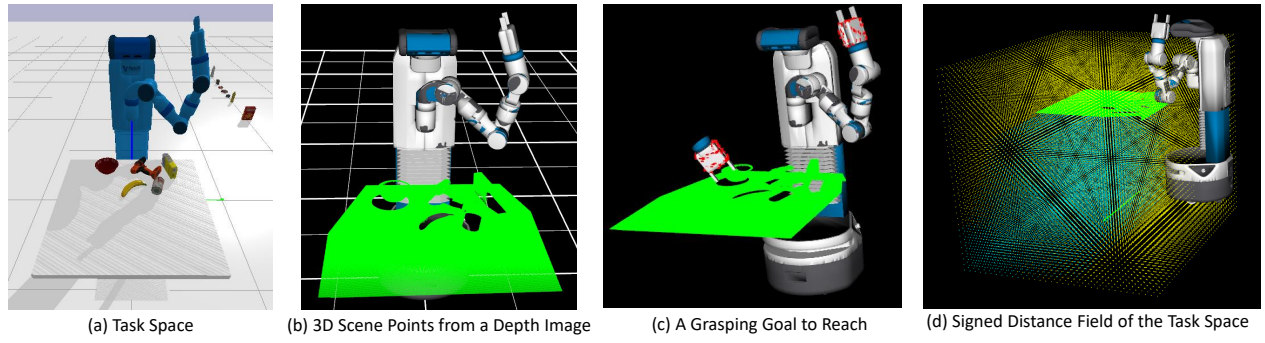 (a) Task Space
(b) 3D Scene Points from a Depth Image
(c) A Grasping Goal to Reach
(d) Signed Distance Field of the Task Space